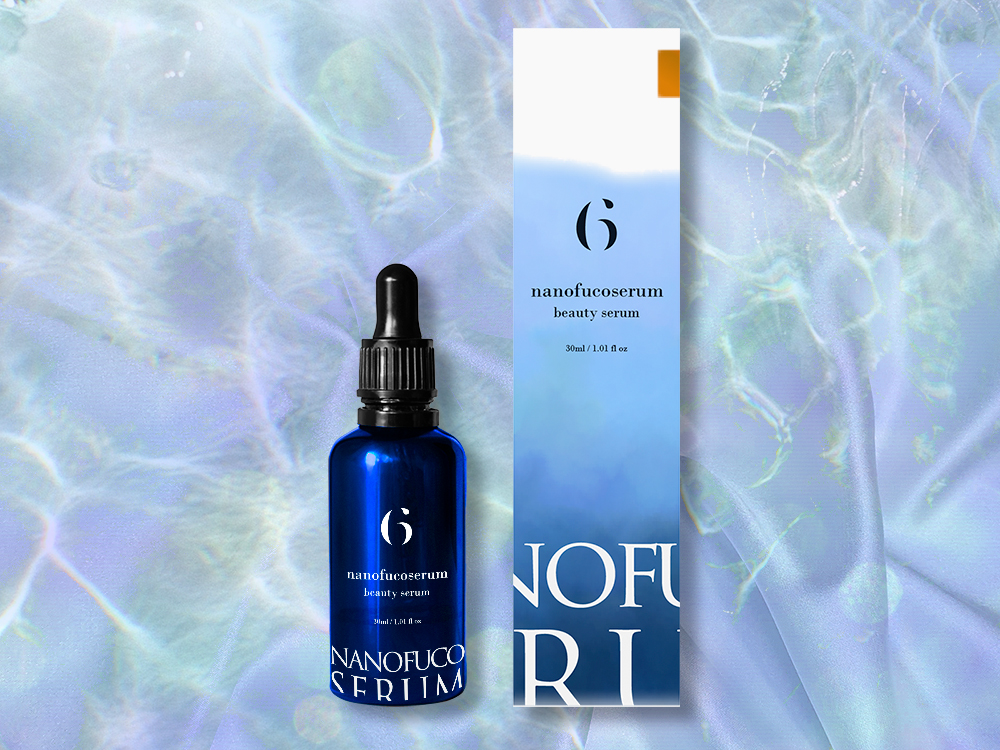 6
nanofucoserum
beauty serum
30ml / 1.01 fl oz
NOFU
RU
6
nanofucoserum
beauty serum
30ml / 1.01 fl oz
NANOFUCO
SERUM